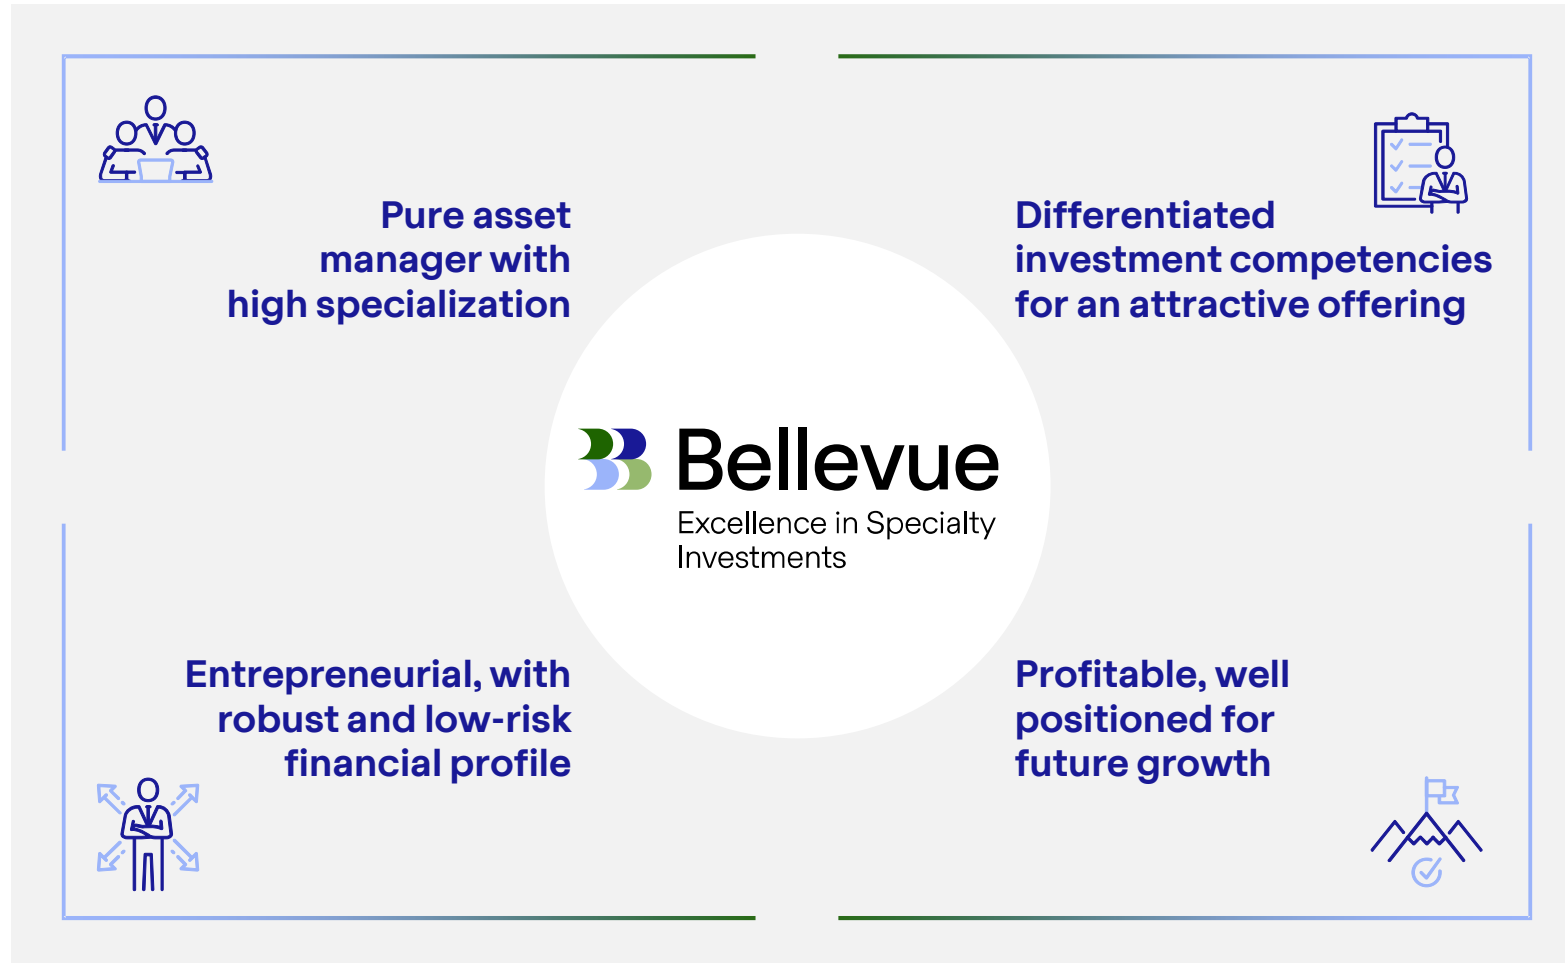 Pure asset
manager with
high specialization
Differentiated
investment competencies
for an attractive offering
Bellevue
Excellence in Specialty
Investments
Entrepreneurial, with
robust and low-risk
financial profile
Profitable, well
positioned for
future growth